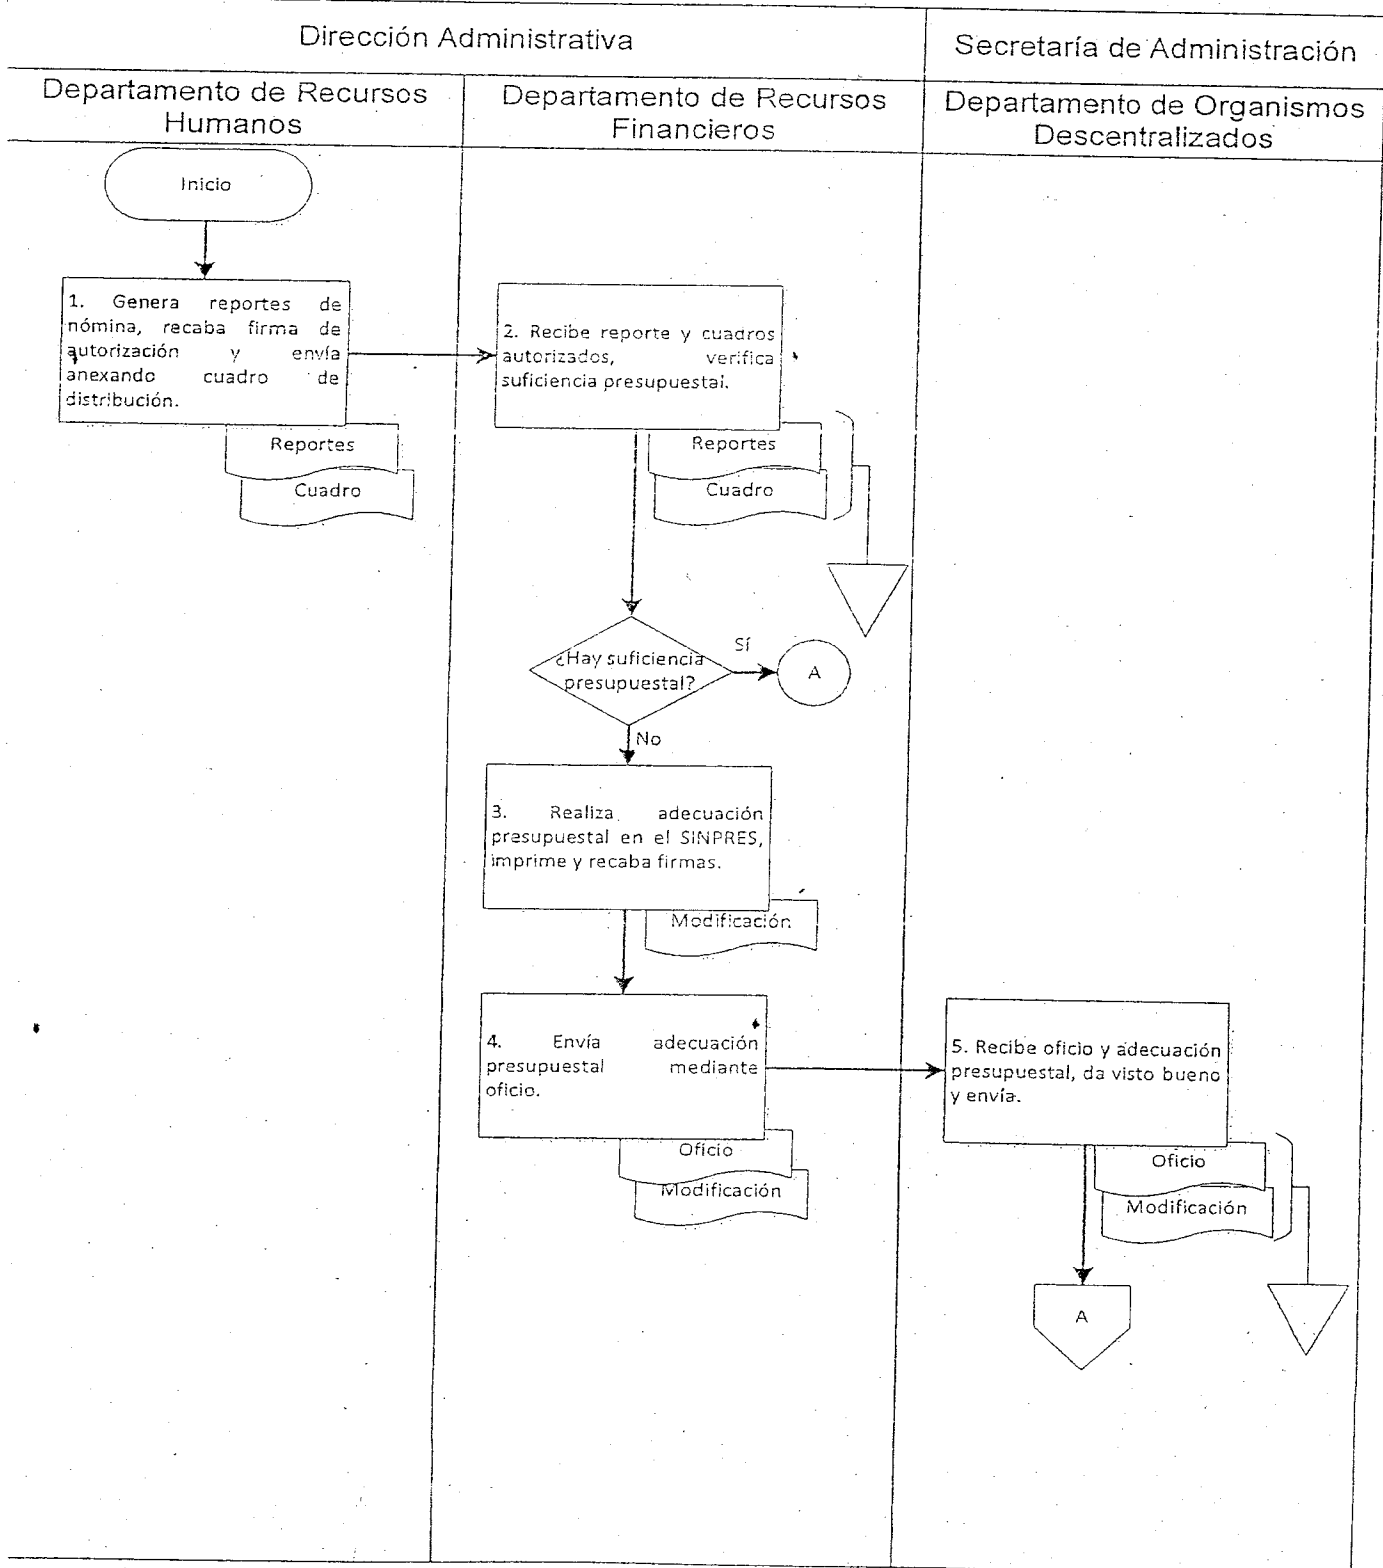 Dirección Administrativa
Secretaría de Administración
Departamento de Recursos
Humanos
Departamento de Recursos
Financieros
Departamento de Organismos
Descentralizados
Inicio
1. Genera reportes de
nómina, recaba firma de
autorización y envía
anexando cuadro de
distribución.
Reportes
Cuadro
2. Recibe reporte y cuadros
autorizados, verifica
suficiencia presupuestal.
Reportes
Cuadro
¿Hay suficiencia
presupuestal?
Sí
A
No
3. Realiza adecuación
presupuestal en el SINPRES,
imprime y recaba firmas.
Modificación
4. Envía adecuación
presupuestal mediante
oficio.
Oficio
Modificación
5. Recibe oficio y adecuación
presupuestal, da visto bueno
y envía.
Oficio
Modificación
A